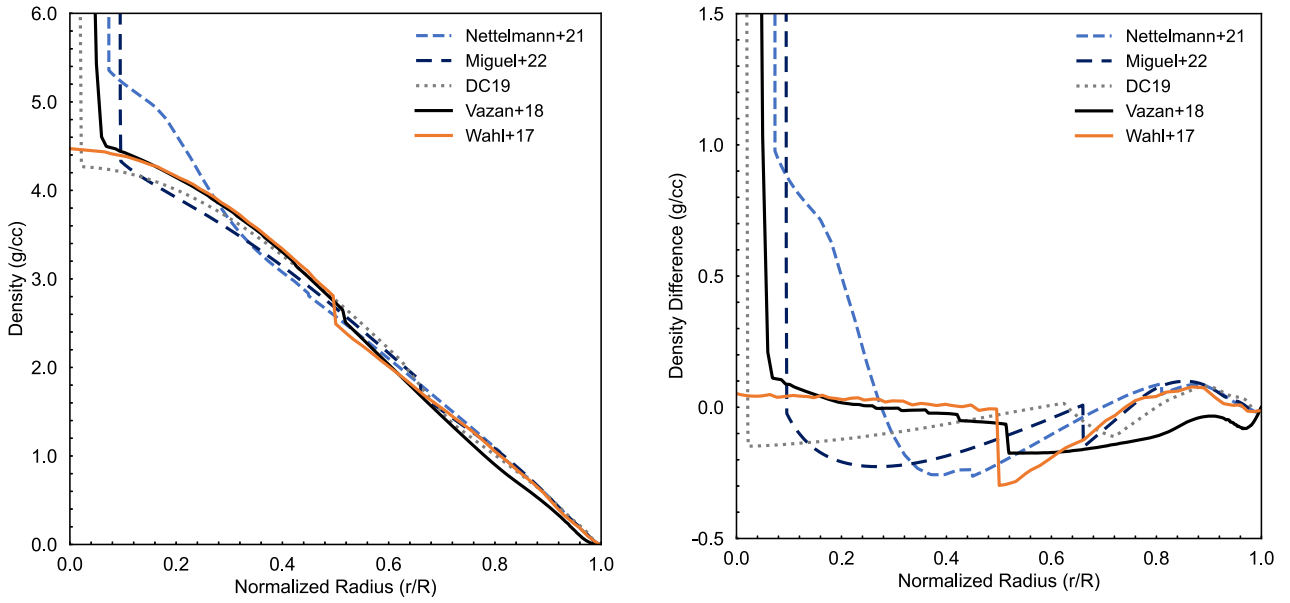 6.0
5.0
4.0
3.0
2.0
1.0
0.0
Density (g/cc)
0.0 0.2 0.4 0.6 0.8 1.0
Normalized Radius (r/R)
Nettelmann+21
Miguel+22
DC19
Vazan+18
Wahl+17
1.5
1.0
0.5
0.0
-0.5
Density Difference (g/cc)
0.0 0.2 0.4 0.6 0.8 1.0
Normalized Radius (r/R)
Nettelmann+21
Miguel+22
DC19
Vazan+18
Wahl+17